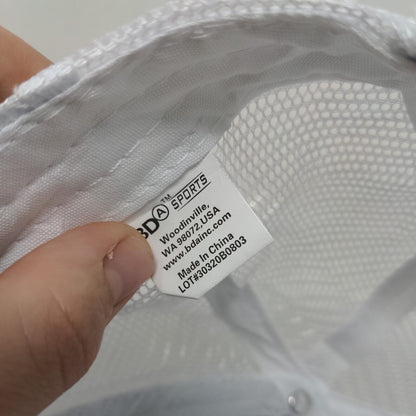 BDA™ SPORTS
Woodinville,
WA 98072, USA
www.bdainc.com
Made In China
LOT#30320B0803